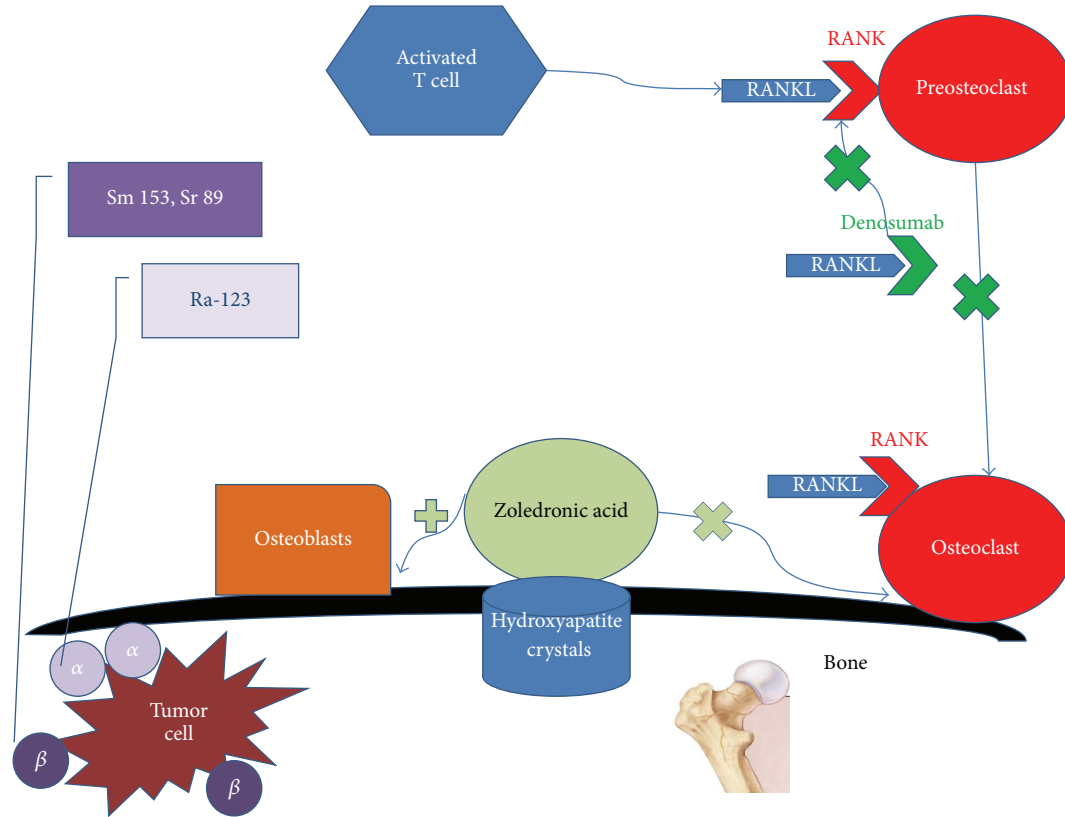 RANK
Activated
T cell
RANKL
Preosteoclast
Sm 153, Sr 89
Denosumab
RANKL
Ra-123
RANK
RANKL
Zoledronic acid
Osteoblasts
Osteoclast
Hydroxyapatite
crystals
α
α
Bone
Tumor
cell
β
β